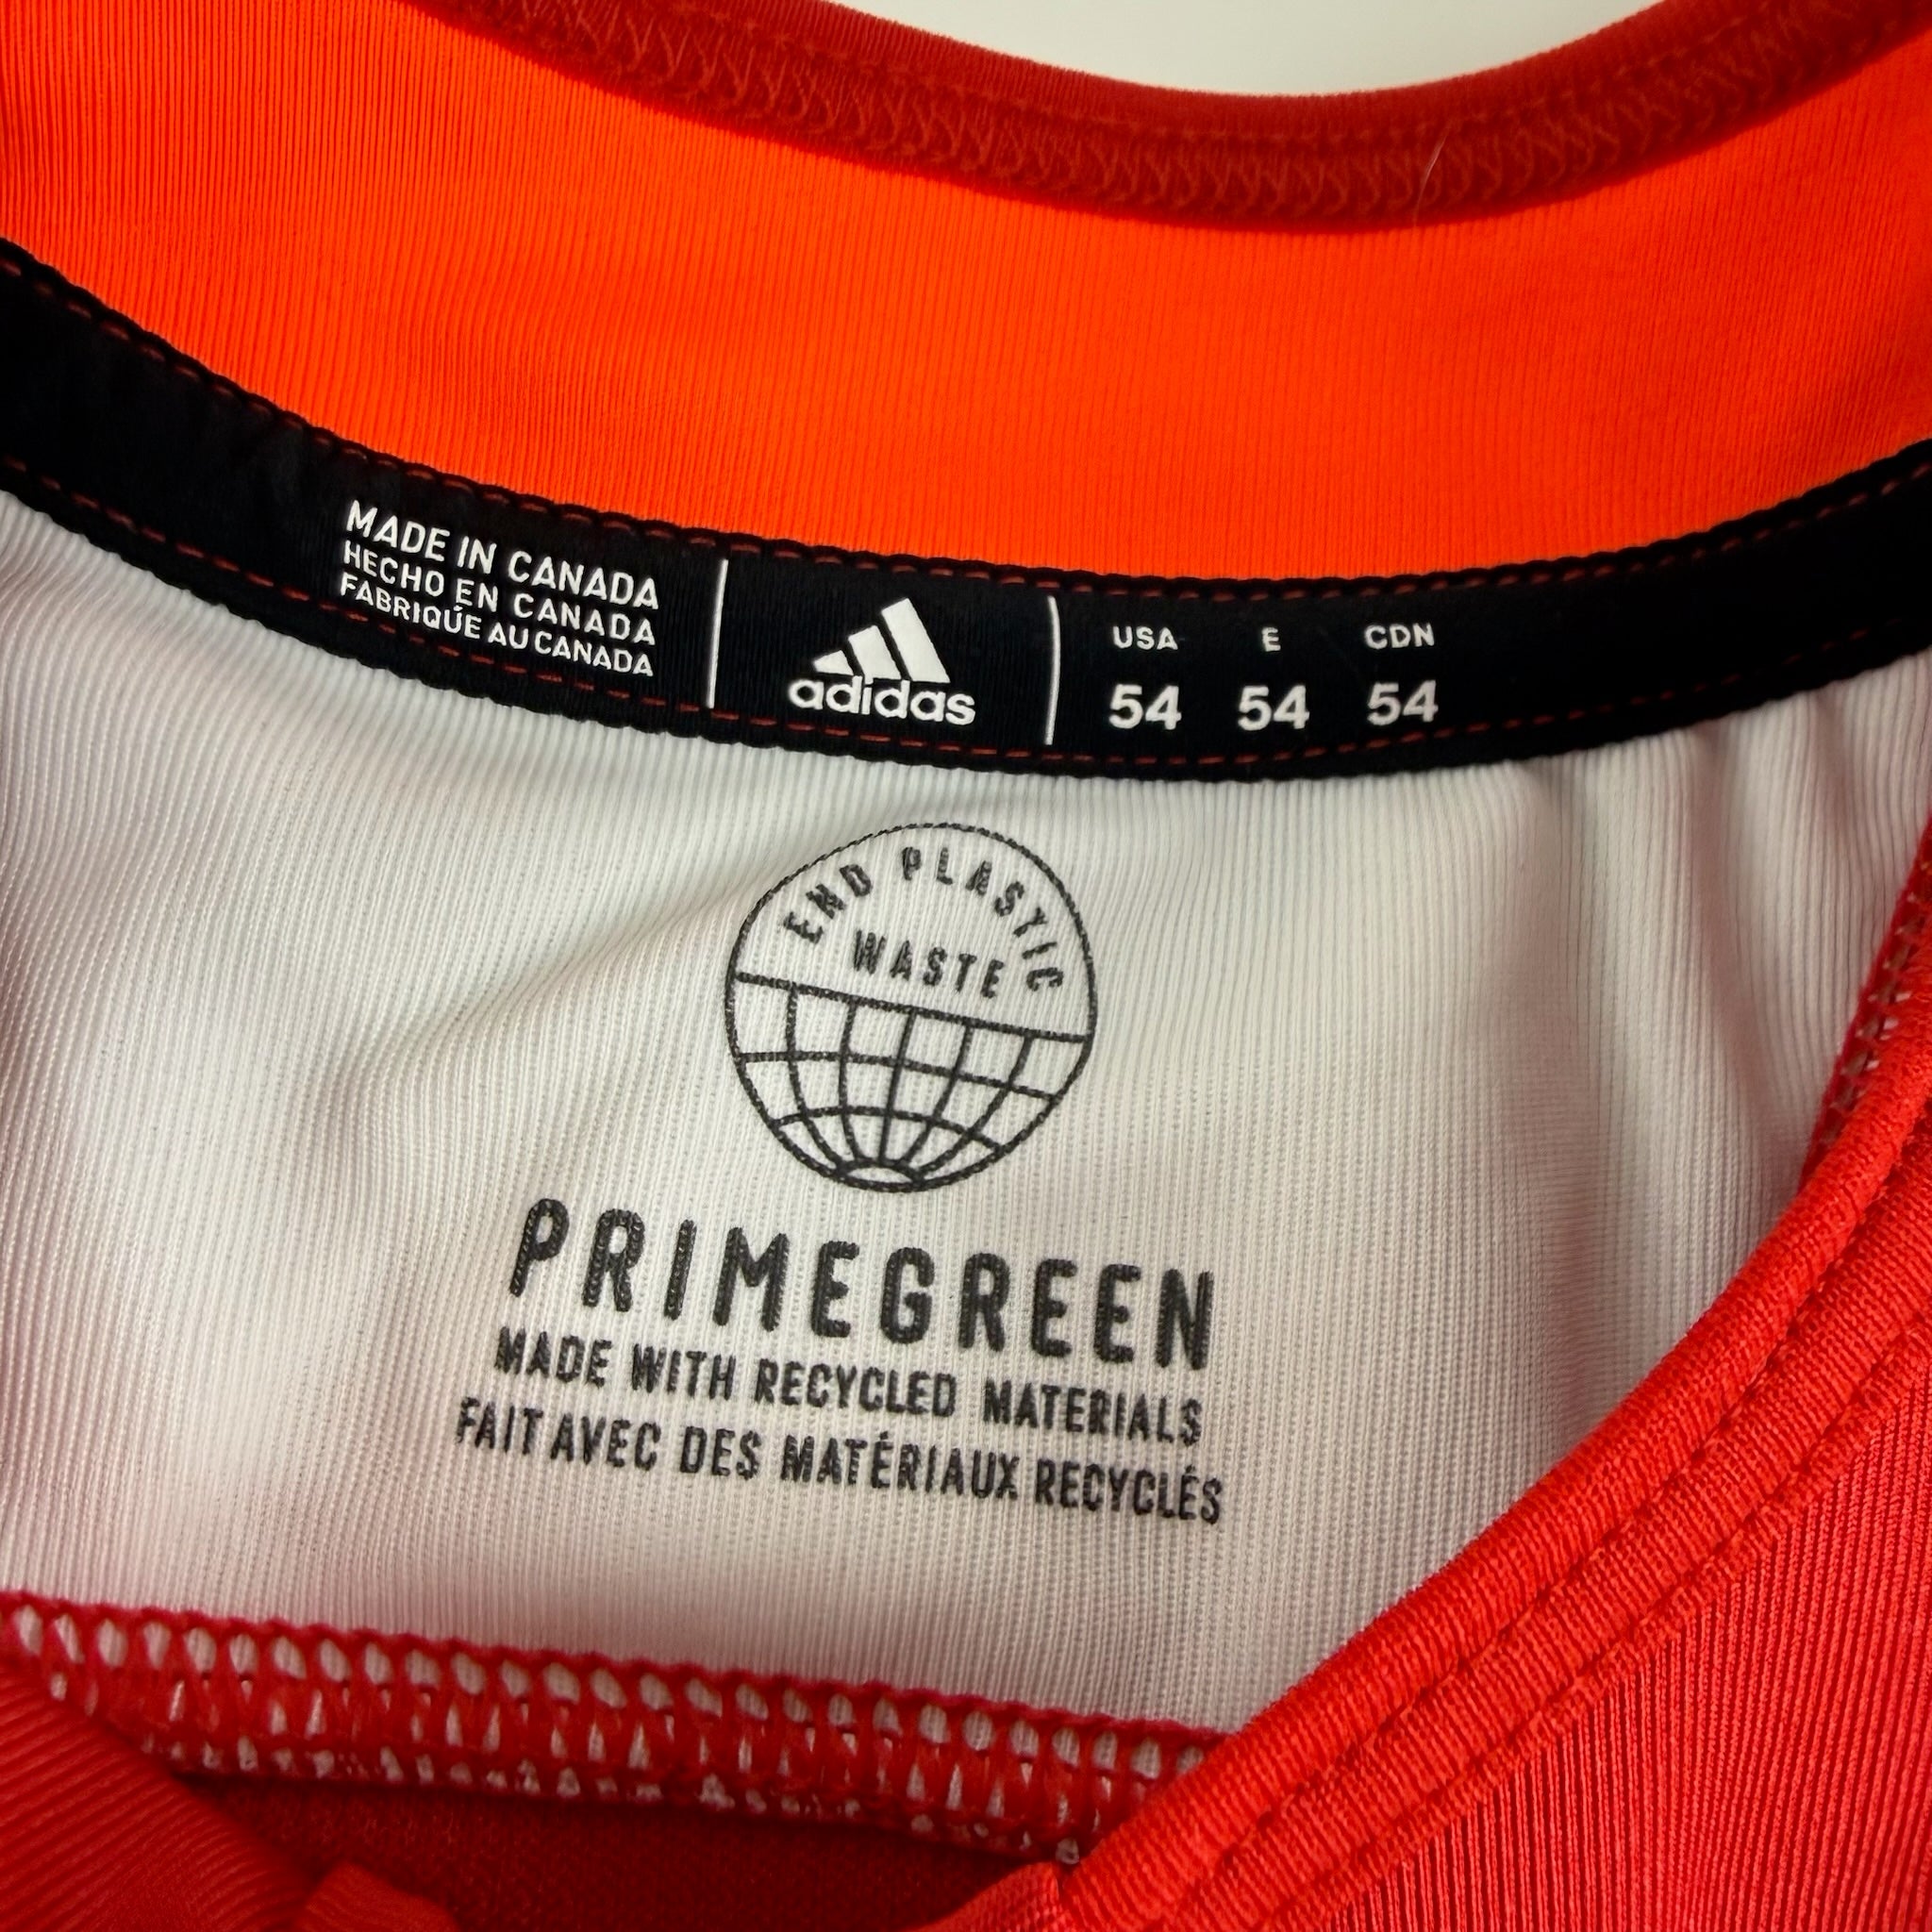 MADE IN CANADA
HECHO EN CANADA
FABRIQUÉ AU CANADA
adidas
USA E CDN
54 54 54
END PLASTIC
WASTE
PRIMEGREEN
MADE WITH RECYCLED MATERIALS
FAIT AVEC DES MATÉRIAUX RECYCLÉS